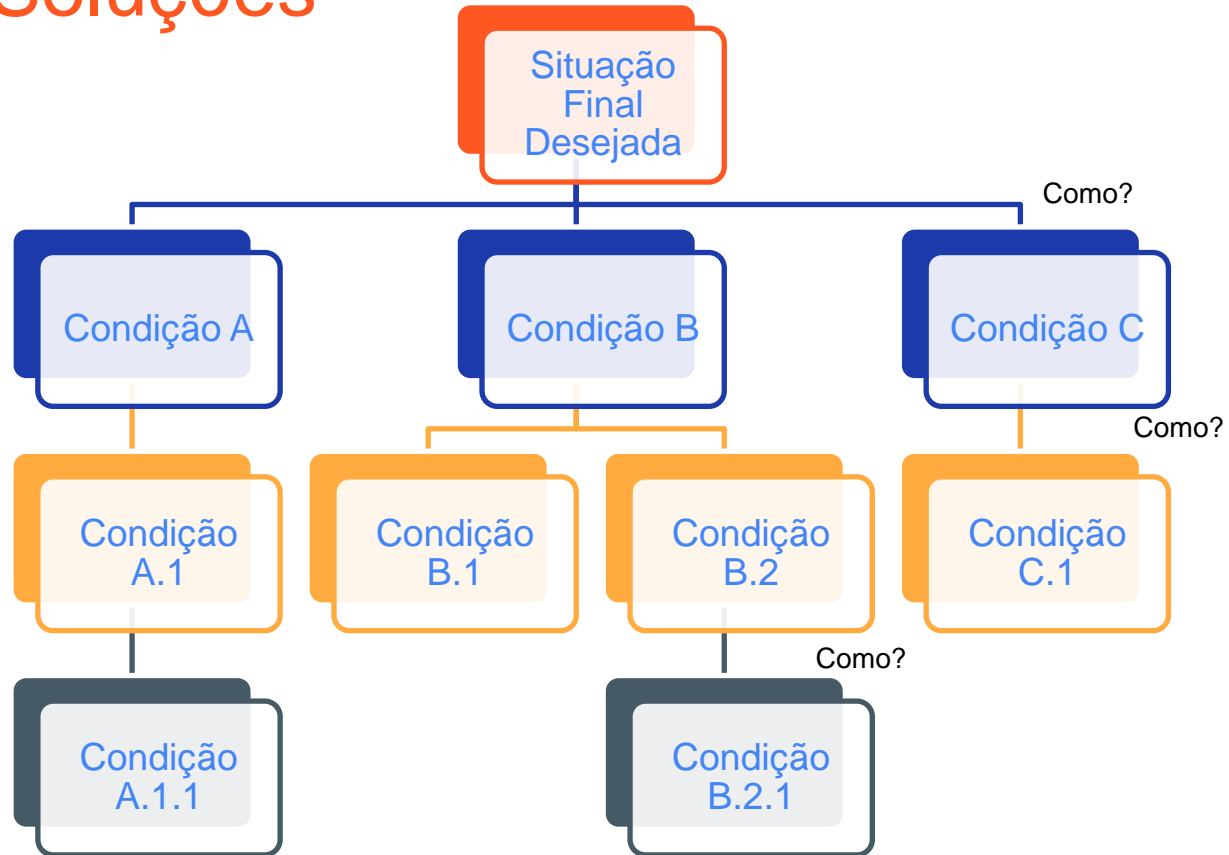 Soluções
Situação
Final
Desejada
Como?
Condição A
Condição B
Condição C
Como?
Condição
A.1
Condição
B.1
Condição
B.2
Condição
C.1
Como?
Condição
A.1.1
Condição
B.2.1